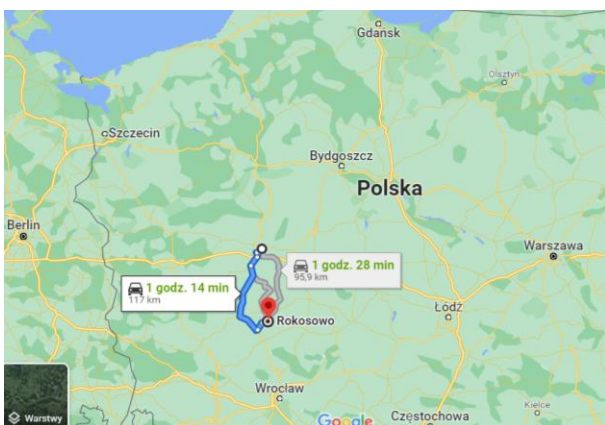 Gdańsk
Olsztyn
Szczecin
Bydgoszcz
Polska
Berlin
Warszawa
1 godz. 28 min
95,9 km
1 godz. 14 min
117 km
Rokosowo
Łódź
Wrocław
Kielce
Warstwy
Google
Częstochowa